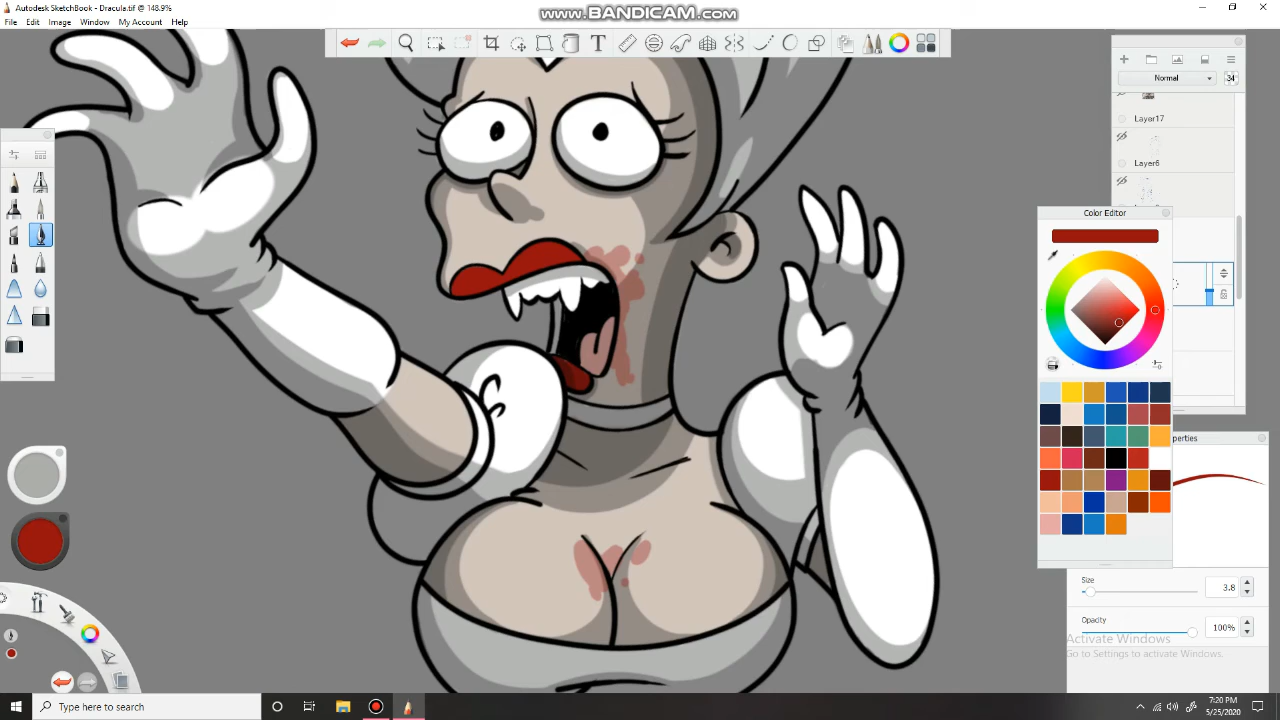 Autodesk SketchBook - Dracula.tif @ 148.9%
www.BANDICAM.com
File Edit Image Window My Account Help
Normal
34
Layer17
Layer6
Color Editor
Size
3.8
Opacity
100%
Activate Windows
Go to Settings to activate Windows.
Type here to search
7:20 PM
5/25/2020